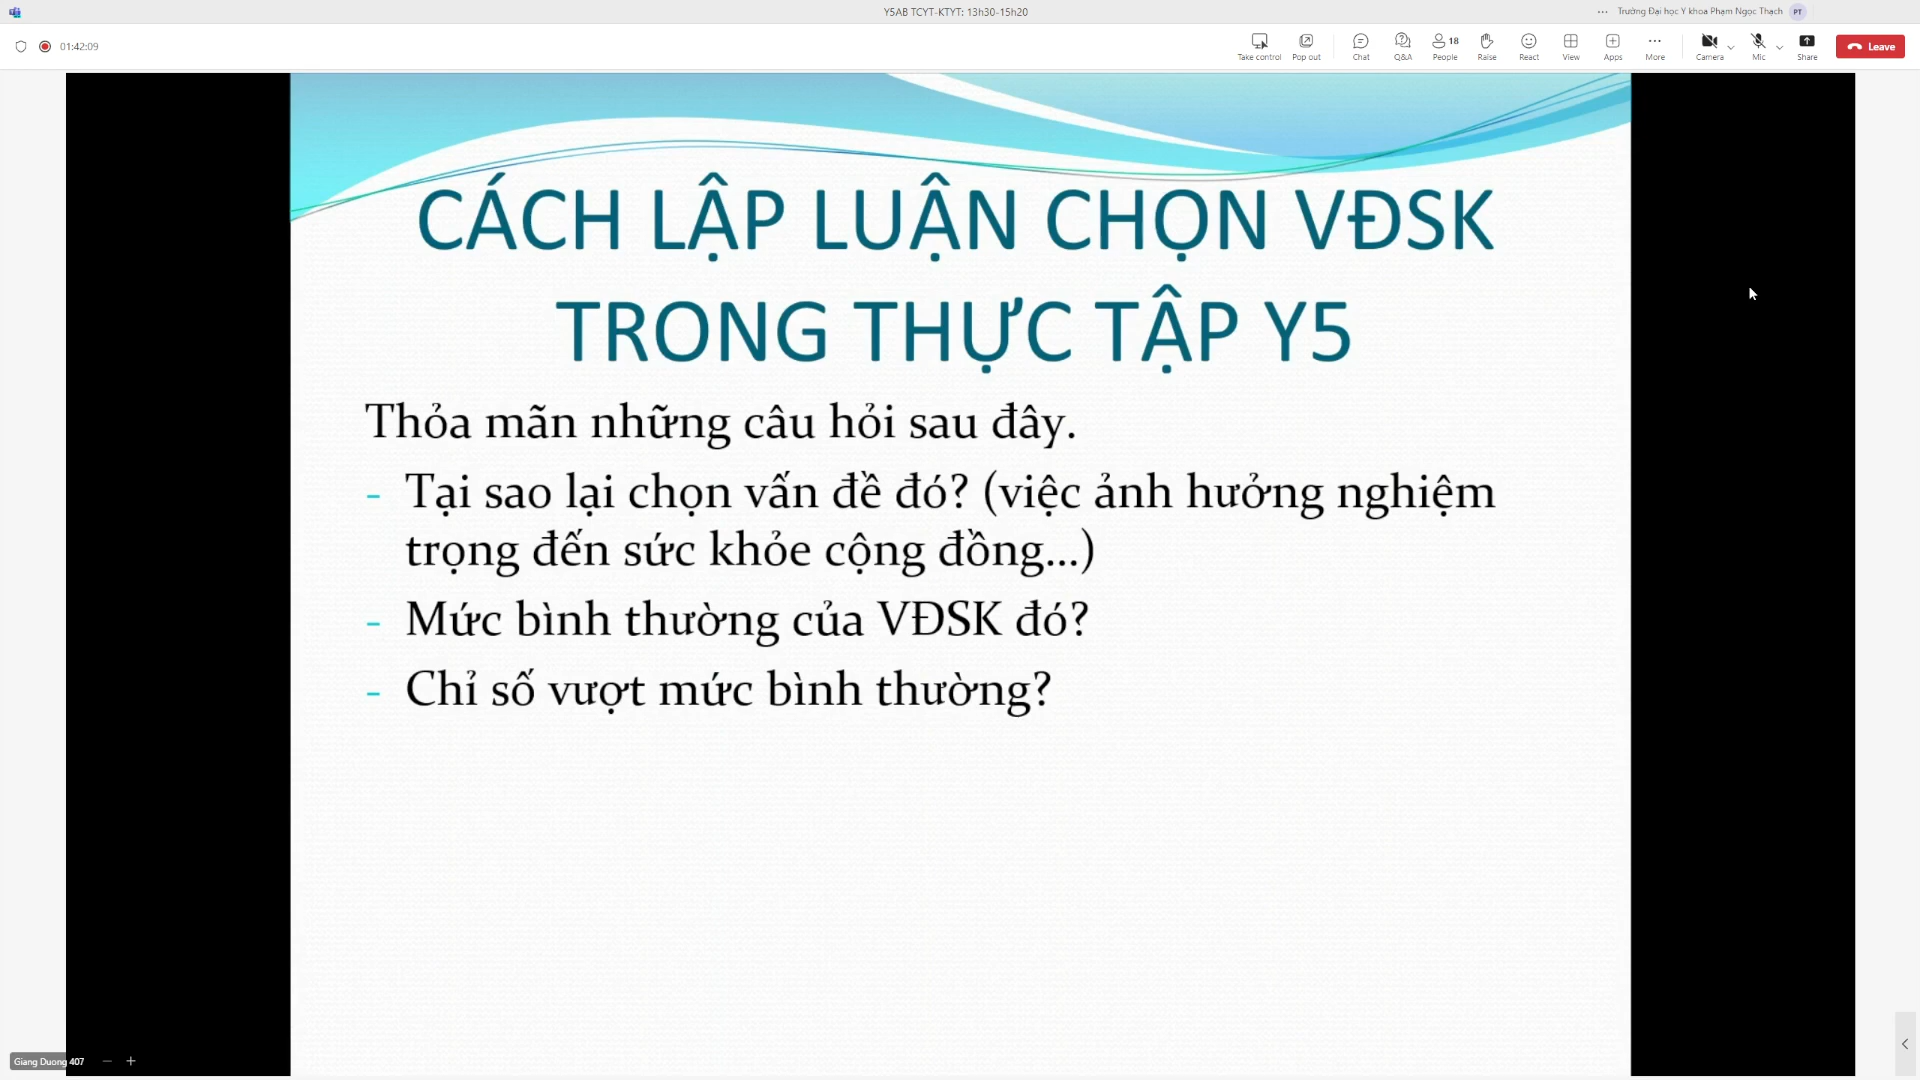 Y5AB TCYT-KTYT: 13h30-15h20
Trường Đại học Y khoa Phạm Ngọc Thạch PT
01:42:09
Take control Pop out Chat Q&A People 18 Raise React View Apps More Camera Mic Share Leave
CÁCH LẬP LUẬN CHỌN VĐSK
TRONG THỰC TẬP Y5
Thỏa mãn những câu hỏi sau đây.
- Tại sao lại chọn vấn đề đó? (việc ảnh hưởng nghiệm
trọng đến sức khỏe cộng đồng...)
- Mức bình thường của VĐSK đó?
- Chỉ số vượt mức bình thường?
Giang Duong 407